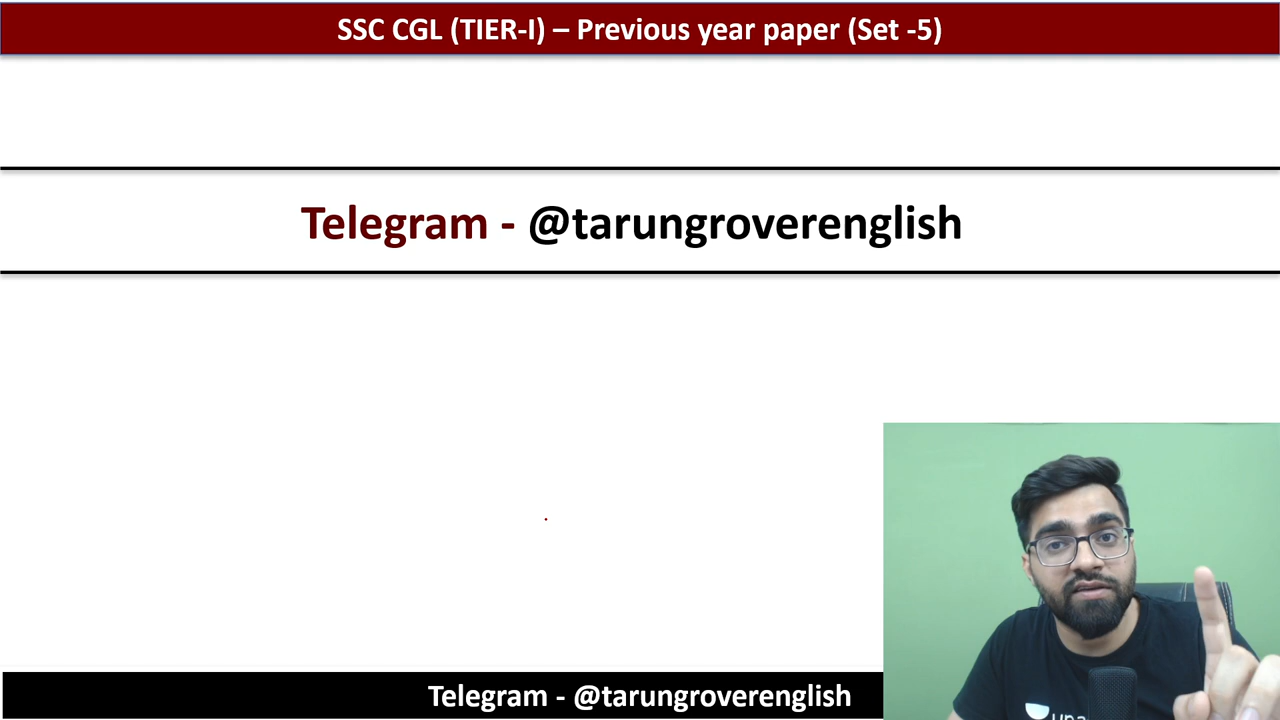 SSC CGL (TIER-I) – Previous year paper (Set -5)
Telegram - @tarungroverenglish
Telegram - @tarungroverenglish